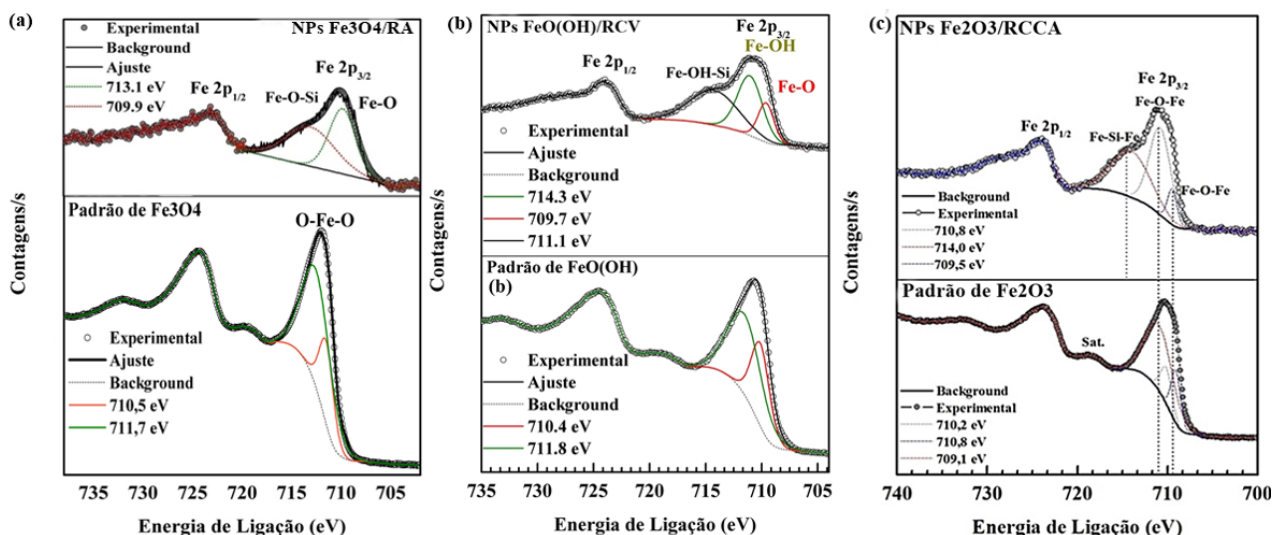 (a)
NPs Fe3O4/RA
Experimental
Background
Ajuste
713.1 eV
709.9 eV
Fe 2p1/2
Fe-O-Si
Fe 2p3/2
Fe-O
Padrão de Fe3O4
O-Fe-O
Experimental
Ajuste
Background
710,5 eV
711,7 eV
Contagens/s
735 730 725 720 715 710 705
Energia de Ligação (eV)
(b)
NPs FeO(OH)/RCV
Fe 2p3/2
Fe-OH
Fe 2p1/2
Fe-OH-Si
Fe-O
Experimental
Ajuste
Background
714.3 eV
709.7 eV
711.1 eV
Padrão de FeO(OH)
(b)
Experimental
Ajuste
Background
710.4 eV
711.8 eV
Contagens/s
735 730 725 720 715 710 704
Energia de Ligação (eV)
(c)
NPs Fe2O3/RCCA
Fe 2p3/2
Fe-O-Fe
Fe 2p1/2
Fe-Si-Fe
Fe-O-Fe
Background
Experimental
710,8 eV
714,0 eV
709,5 eV
Padrão de Fe2O3
Sat.
Background
Experimental
710,2 eV
710,8 eV
709,1 eV
Contagens/s
740 730 720 710 700
Energia de Ligação (eV)